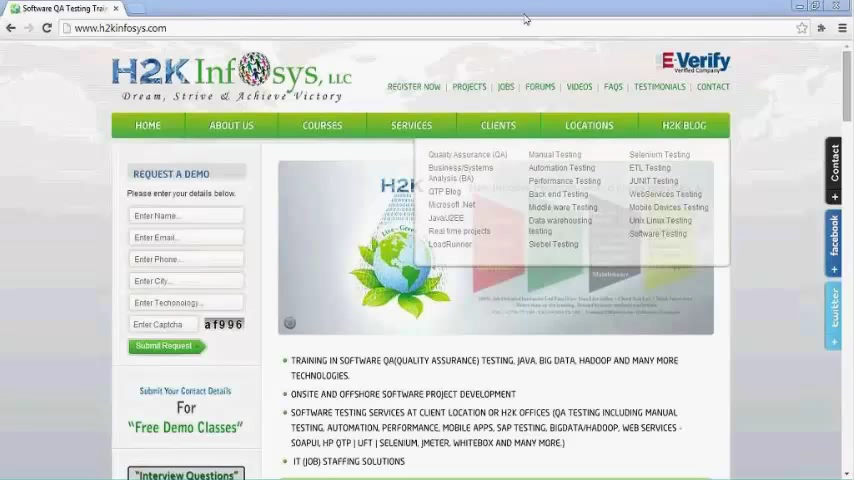 Software QA Testing Trai
www.h2kinfosys.com
H2K Infosys, LLC
Dream, Strive & Achieve Victory
E-Verify
Verified Company
REGISTER NOW | PROJECTS | JOBS | FORUMS | VIDEOS | FAQS | TESTIMONIALS | CONTACT
HOME ABOUT US COURSES SERVICES CLIENTS LOCATIONS H2K BLOG
Quality Assurance (QA)
Business/Systems
Analysis (BA)
QTP Blog
Microsoft .Net
Java/J2EE
Real time projects
LoadRunner
Manual Testing
Automation Testing
Performance Testing
Back end Testing
Middle ware Testing
Data warehousing
testing
Siebel Testing
Selenium Testing
ETL Testing
JUNIT Testing
WebServices Testing
Mobile Devices Testing
Unix Linux Testing
Software Testing
REQUEST A DEMO
Please enter your details below.
Enter Name...
Enter Email...
Enter Phone...
Enter City...
Enter Techonology...
Enter Captcha af996
Submit Request
H2K
Live-Green
Maintenance
Contact
facebook
twitter
Submit Your Contact Details
For
"Free Demo Classes"
"Interview Questions"
TRAINING IN SOFTWARE QA(QUALITY ASSURANCE) TESTING, JAVA, BIG DATA, HADOOP AND MANY MORE
TECHNOLOGIES.
ONSITE AND OFFSHORE SOFTWARE PROJECT DEVELOPMENT
SOFTWARE TESTING SERVICES AT CLIENT LOCATION OR H2K OFFICES (QA TESTING INCLUDING MANUAL
TESTING, AUTOMATION, PERFORMANCE, MOBILE APPS, SAP TESTING, BIGDATA/HADOOP, WEB SERVICES -
SOAPUI, HP QTP | UFT | SELENIUM, JMETER, WHITEBOX AND MANY MORE.)
IT (JOB) STAFFING SOLUTIONS